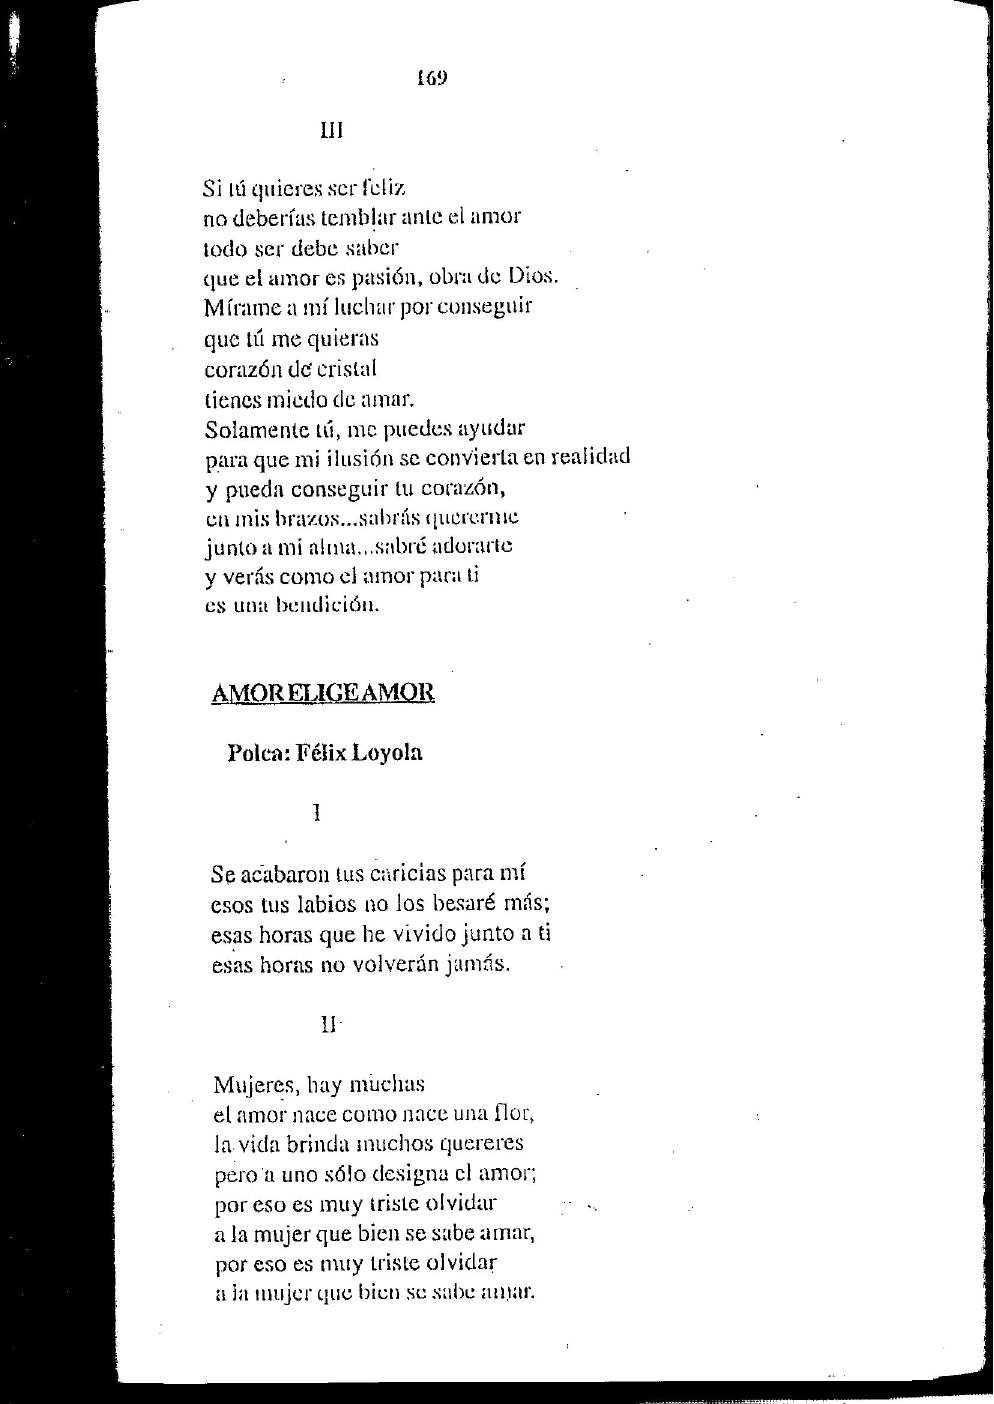 169
III
Si tú quieres ser feliz
no deberías temblar ante el amor
todo ser debe saber
que el amor es pasión, obra de Dios.
Mírame a mí luchar por conseguir
que tú me quieras
corazón de cristal
tienes miedo de amar.
Solamente tú, me puedes ayudar
para que mi ilusión se convierta en realidad
y pueda conseguir tu corazón,
en mis brazos...sabrás quererme
junto a mi alma...sabré adorarte
y verás como el amor para ti
es una bendición.
AMOR ELIGE AMOR
Polca: Félix Loyola
I
Se acabaron tus caricias para mí
esos tus labios no los besaré más;
esas horas que he vivido junto a ti
esas horas no volverán jamás.
II
Mujeres, hay muchas
el amor nace como nace una flor,
la vida brinda muchos quereres
pero a uno sólo designa el amor;
por eso es muy triste olvidar
a la mujer que bien se sabe amar,
por eso es muy triste olvidar
a la mujer que bien se sabe amar.